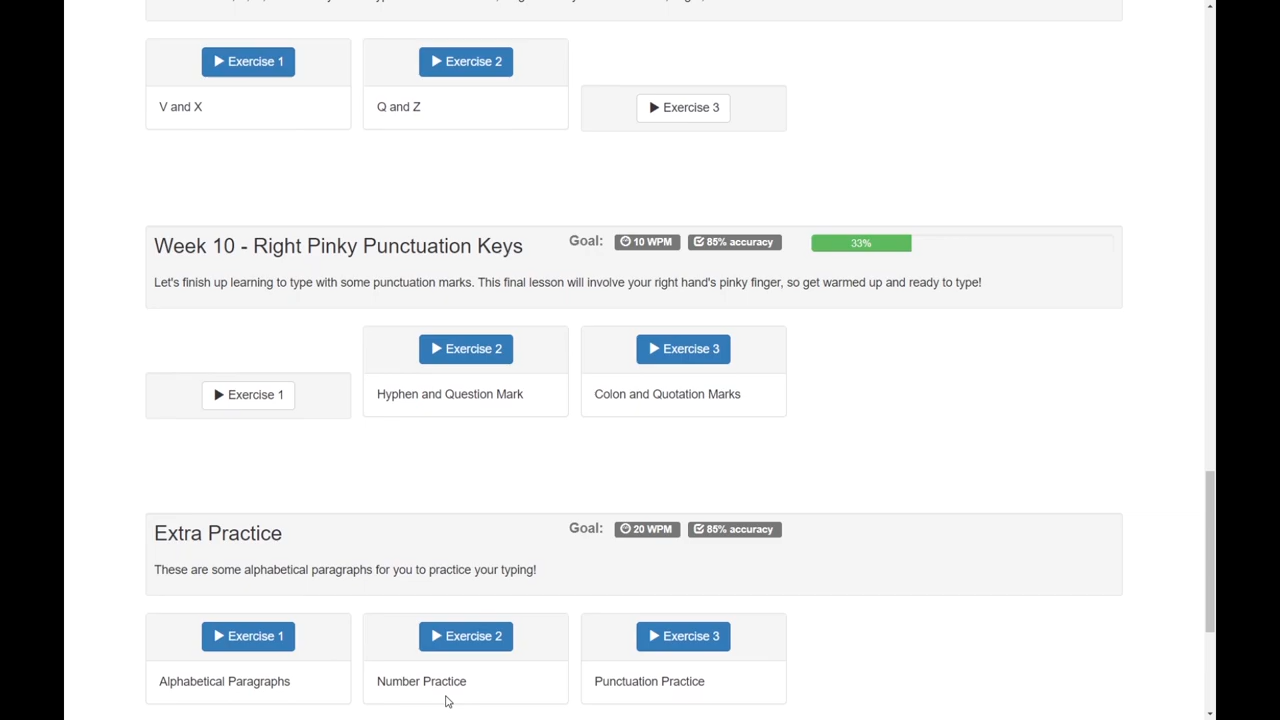 Exercise 1
Exercise 2
V and X
Q and Z
Exercise 3
Week 10 - Right Pinky Punctuation Keys
Goal: 10 WPM 85% accuracy
33%
Let's finish up learning to type with some punctuation marks. This final lesson will involve your right hand's pinky finger, so get warmed up and ready to type!
Exercise 2
Exercise 3
Exercise 1
Hyphen and Question Mark
Colon and Quotation Marks
Extra Practice
Goal: 20 WPM 85% accuracy
These are some alphabetical paragraphs for you to practice your typing!
Exercise 1
Exercise 2
Exercise 3
Alphabetical Paragraphs
Number Practice
Punctuation Practice